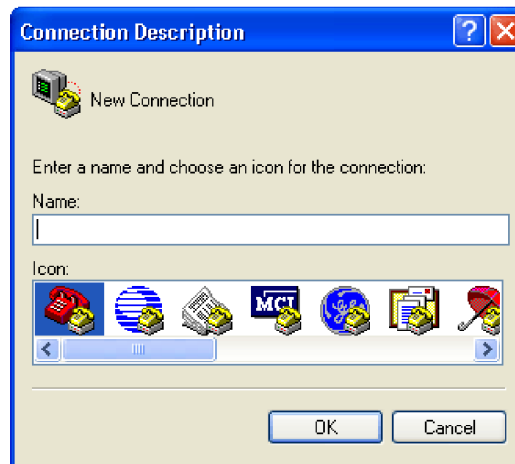 Connection Description
New Connection
Enter a name and choose an icon for the connection:
Name:
Icon:
MCI
OK Cancel